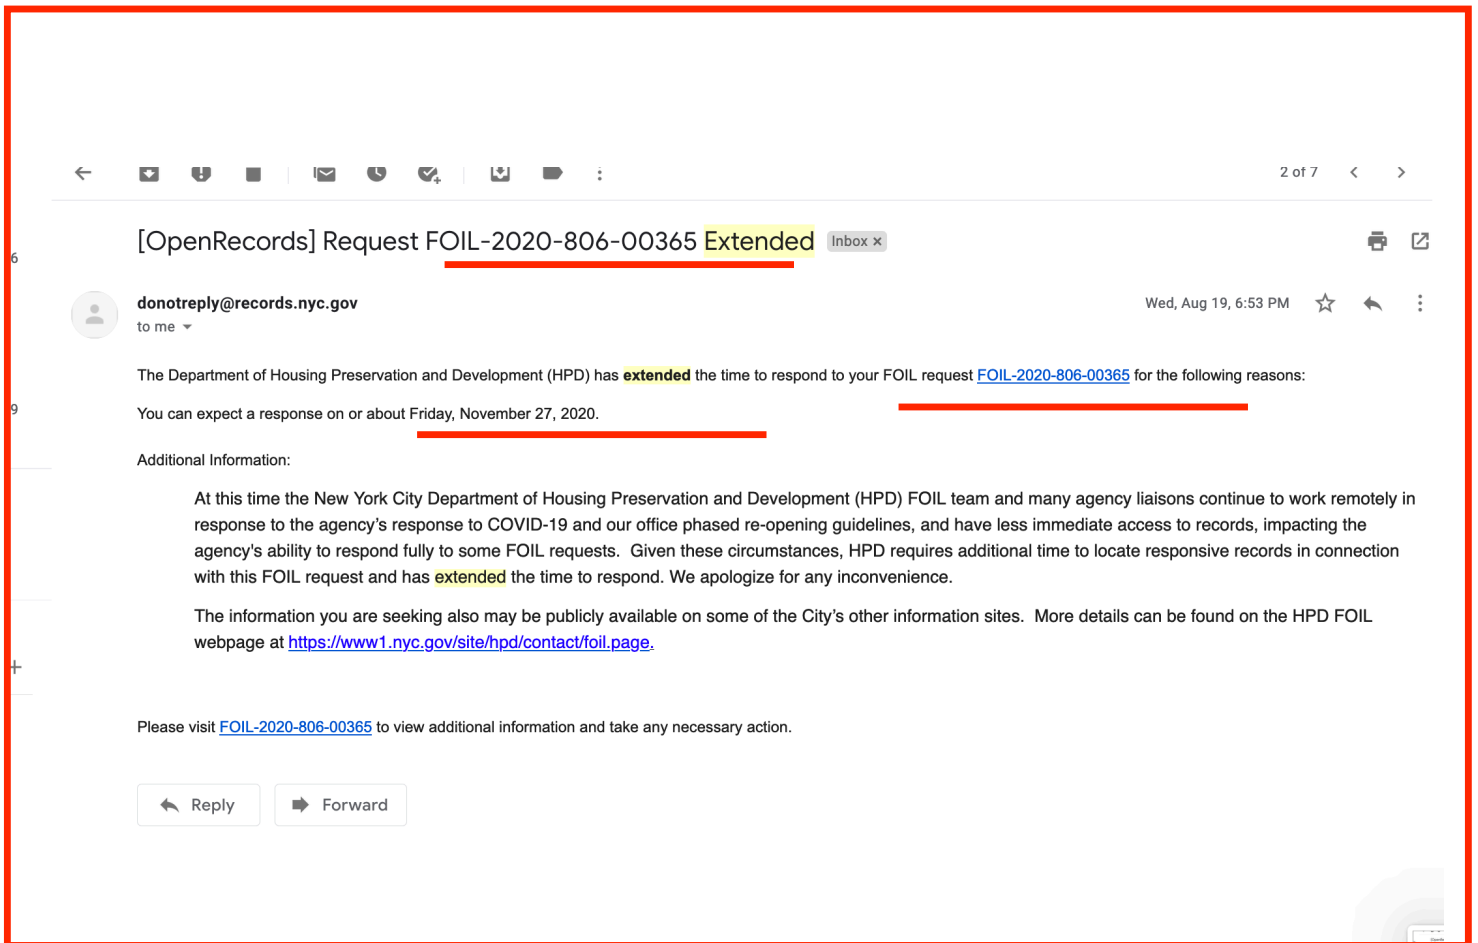 2 of 7
[OpenRecords] Request FOIL-2020-806-00365 Extended Inbox ×
6
donotreply@records.nyc.gov
Wed, Aug 19, 6:53 PM
to me
The Department of Housing Preservation and Development (HPD) has extended the time to respond to your FOIL request FOIL-2020-806-00365 for the following reasons:
9
You can expect a response on or about Friday, November 27, 2020.
Additional Information:
At this time the New York City Department of Housing Preservation and Development (HPD) FOIL team and many agency liaisons continue to work remotely in
response to the agency’s response to COVID-19 and our office phased re-opening guidelines, and have less immediate access to records, impacting the
agency's ability to respond fully to some FOIL requests.  Given these circumstances, HPD requires additional time to locate responsive records in connection
with this FOIL request and has extended the time to respond. We apologize for any inconvenience.
The information you are seeking also may be publicly available on some of the City’s other information sites.  More details can be found on the HPD FOIL
webpage at https://www1.nyc.gov/site/hpd/contact/foil.page.
Please visit FOIL-2020-806-00365 to view additional information and take any necessary action.
Reply
Forward